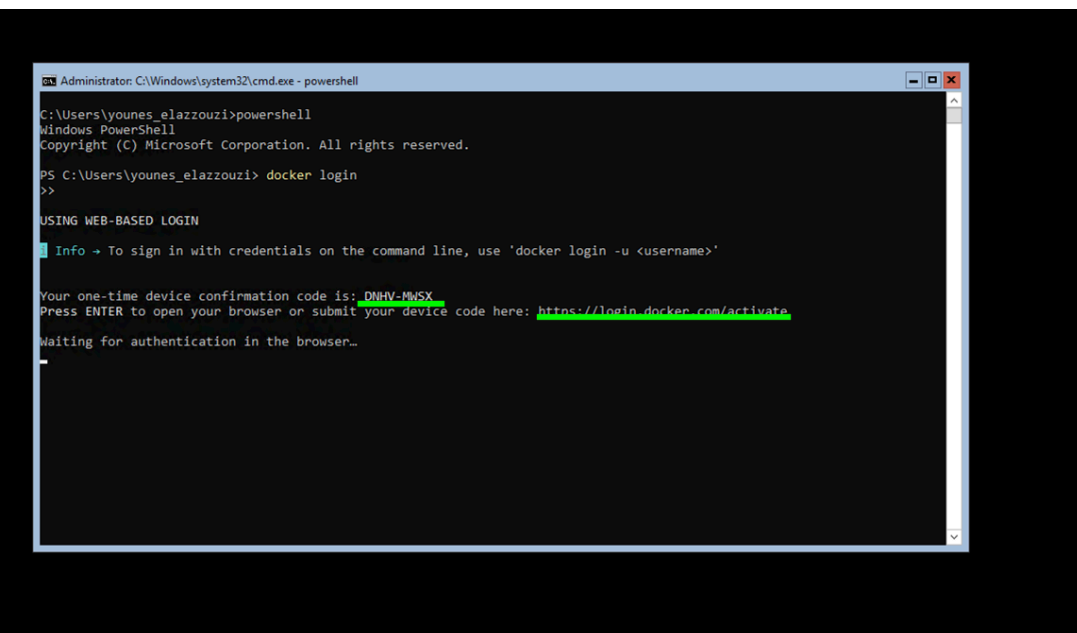 Administrator: C:\Windows\system32\cmd.exe - powershell
C:\Users\younes_elazzouzi>powershell
Windows PowerShell
Copyright (C) Microsoft Corporation. All rights reserved.
PS C:\Users\younes_elazzouzi> docker login
>>
USING WEB-BASED LOGIN
i Info → To sign in with credentials on the command line, use 'docker login -u <username>'
Your one-time device confirmation code is: DNHV-MWSX
Press ENTER to open your browser or submit your device code here: https://login.docker.com/activate
Waiting for authentication in the browser…